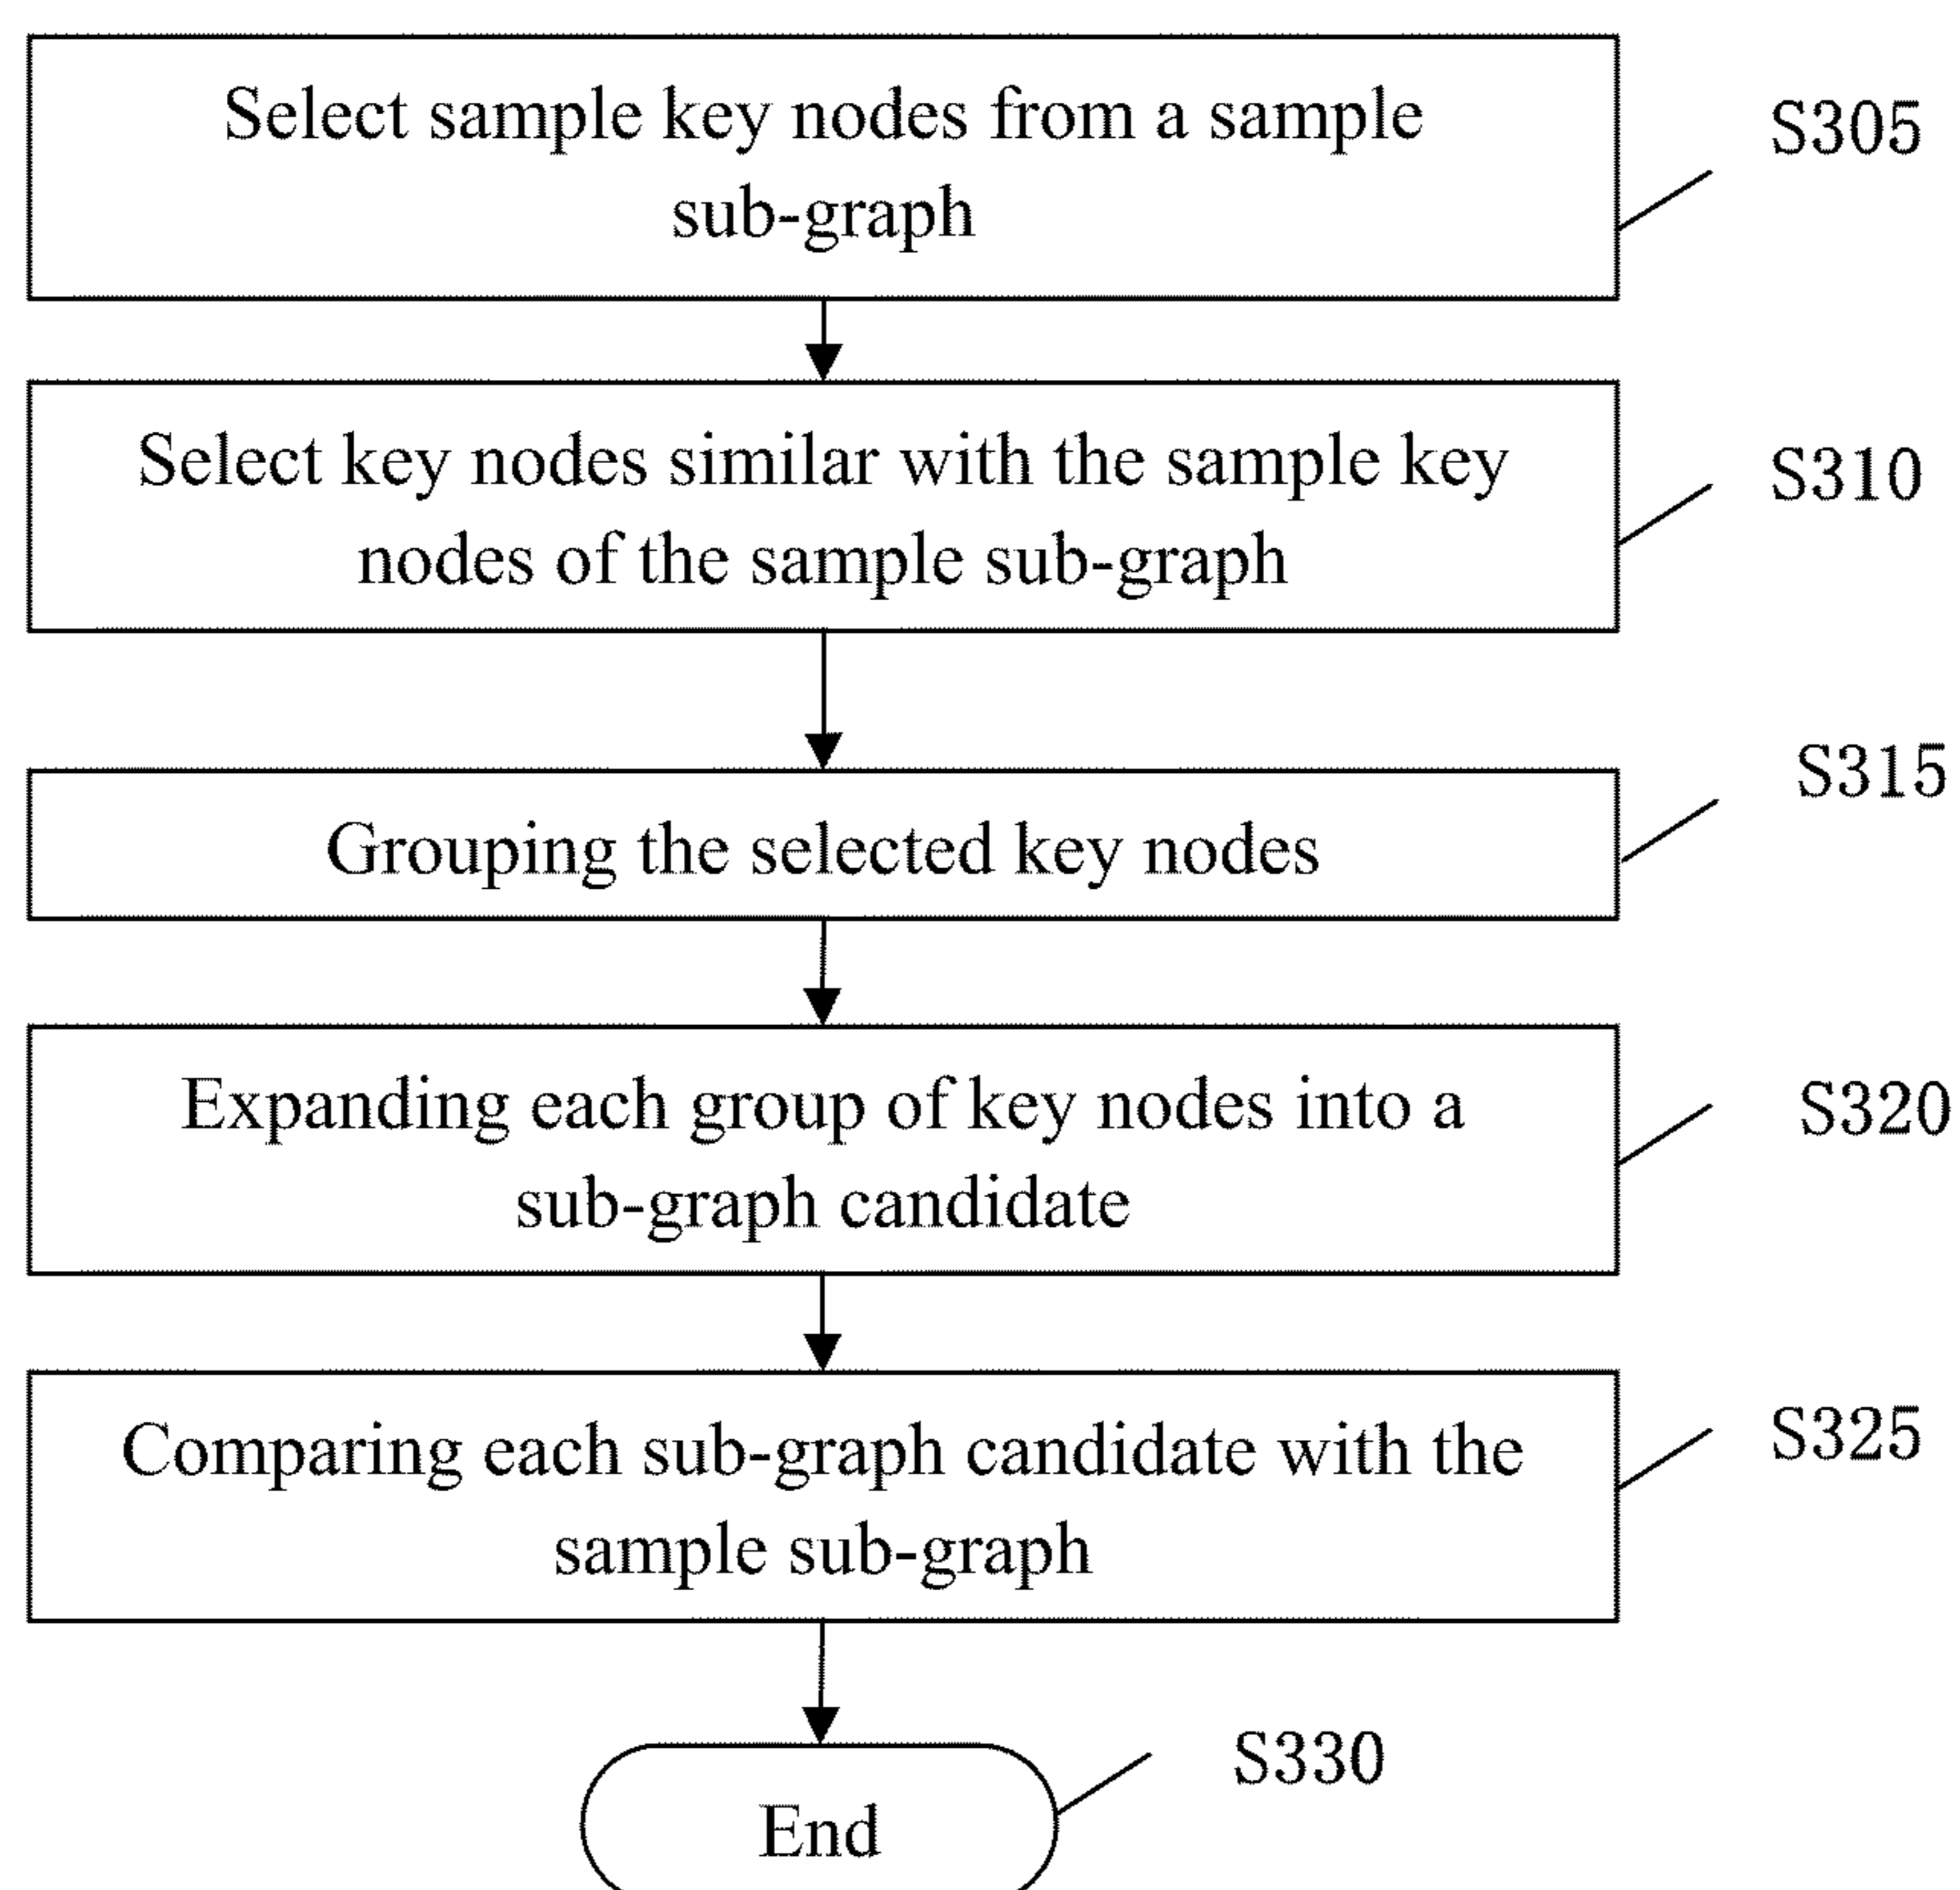 Select sample key nodes from a sample
sub-graph
S305
Select key nodes similar with the sample key
nodes of the sample sub-graph
S310
Grouping the selected key nodes
S315
Expanding each group of key nodes into a
sub-graph candidate
S320
Comparing each sub-graph candidate with the
sample sub-graph
S325
End
S330